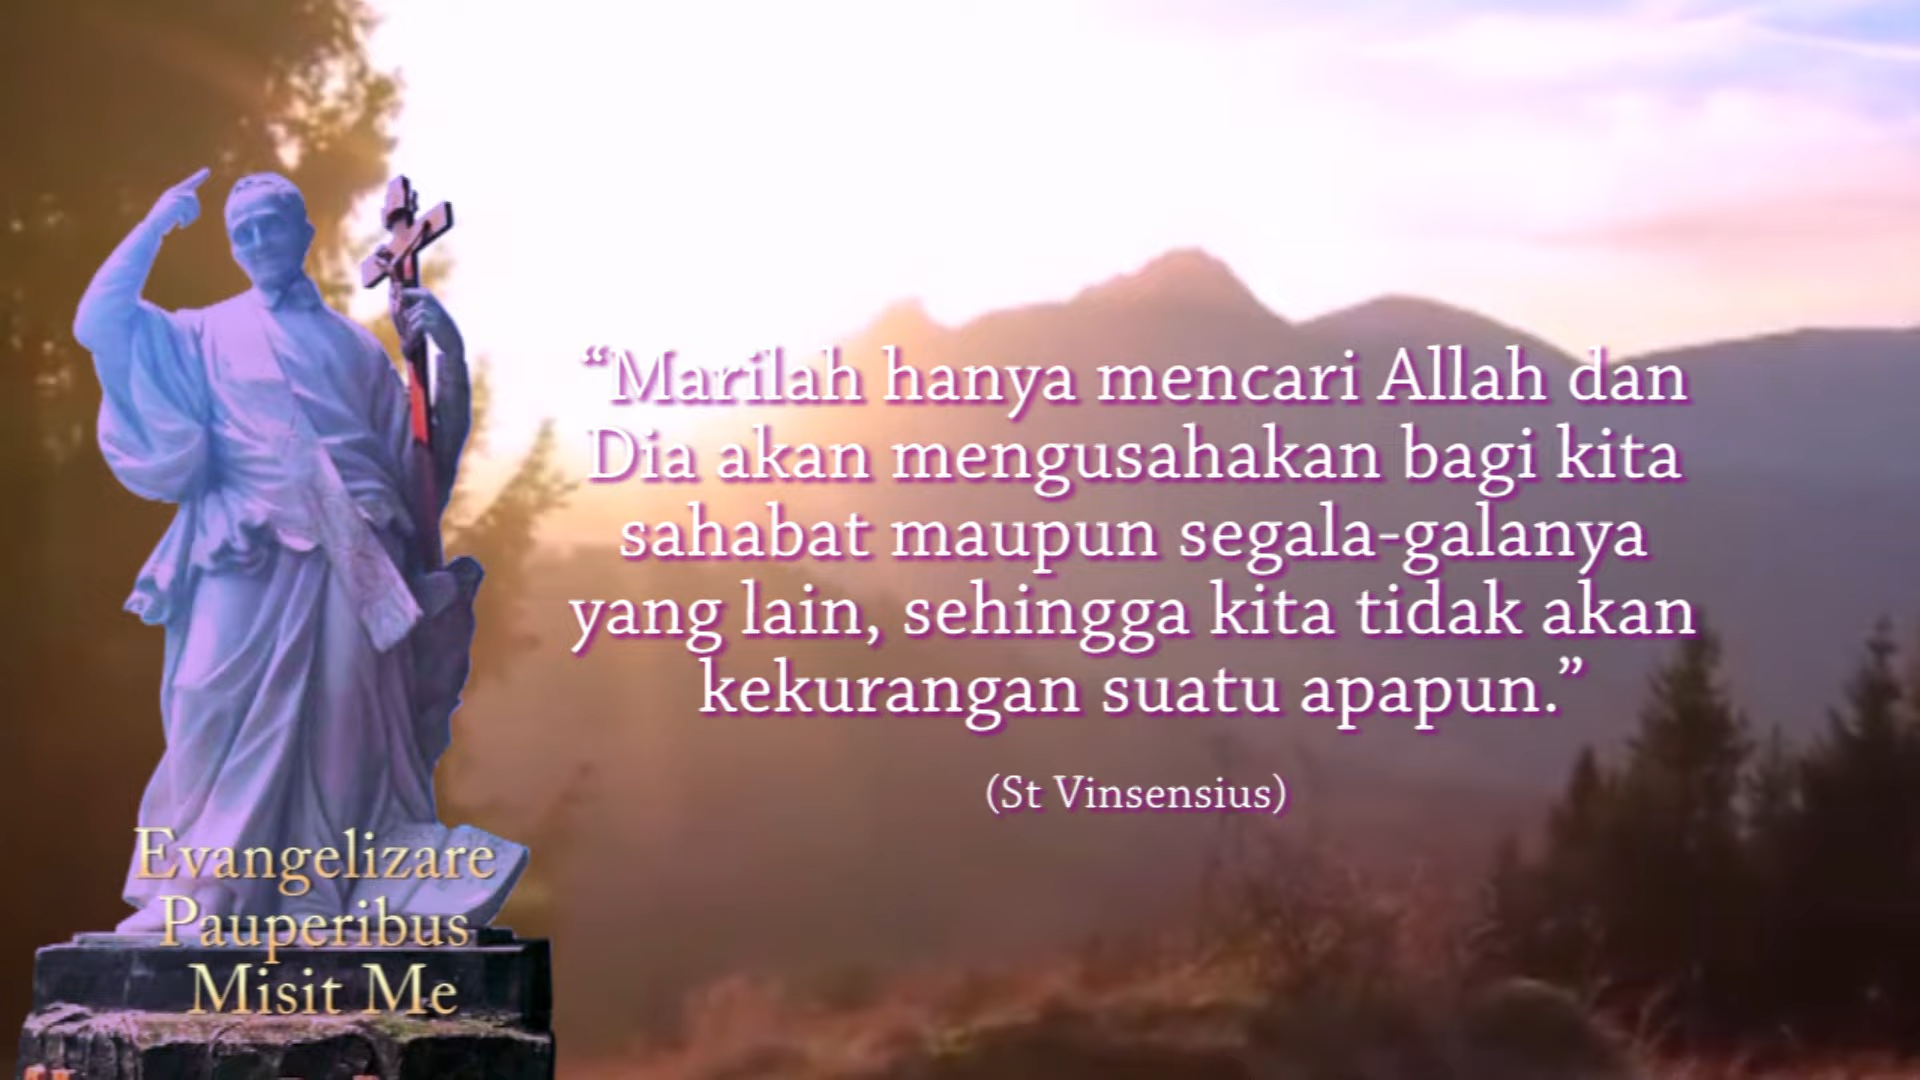 “Marilah hanya mencari Allah dan
Dia akan mengusahakan bagi kita
sahabat maupun segala-galanya
yang lain, sehingga kita tidak akan
kekurangan suatu apapun.”
(St Vinsensius)
Evangelizare
Pauperibus
Misit Me